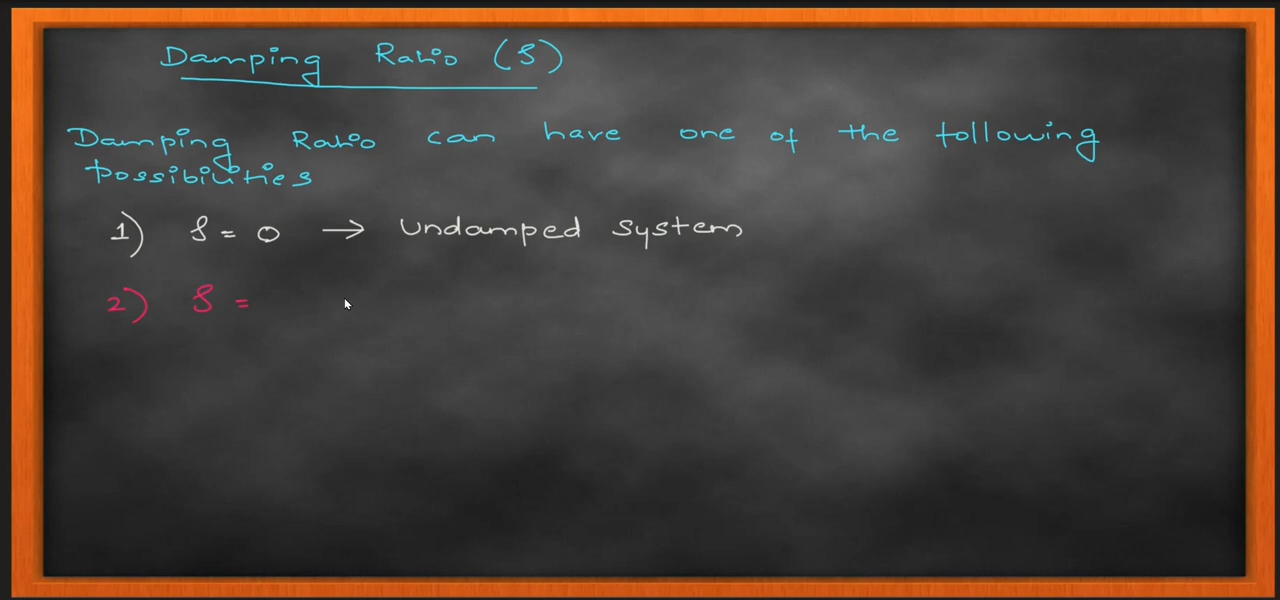 Damping Ratio (ζ)
Damping Ratio can have one of the following
possibilities
1) ζ = 0 → Undamped system
2) ζ =